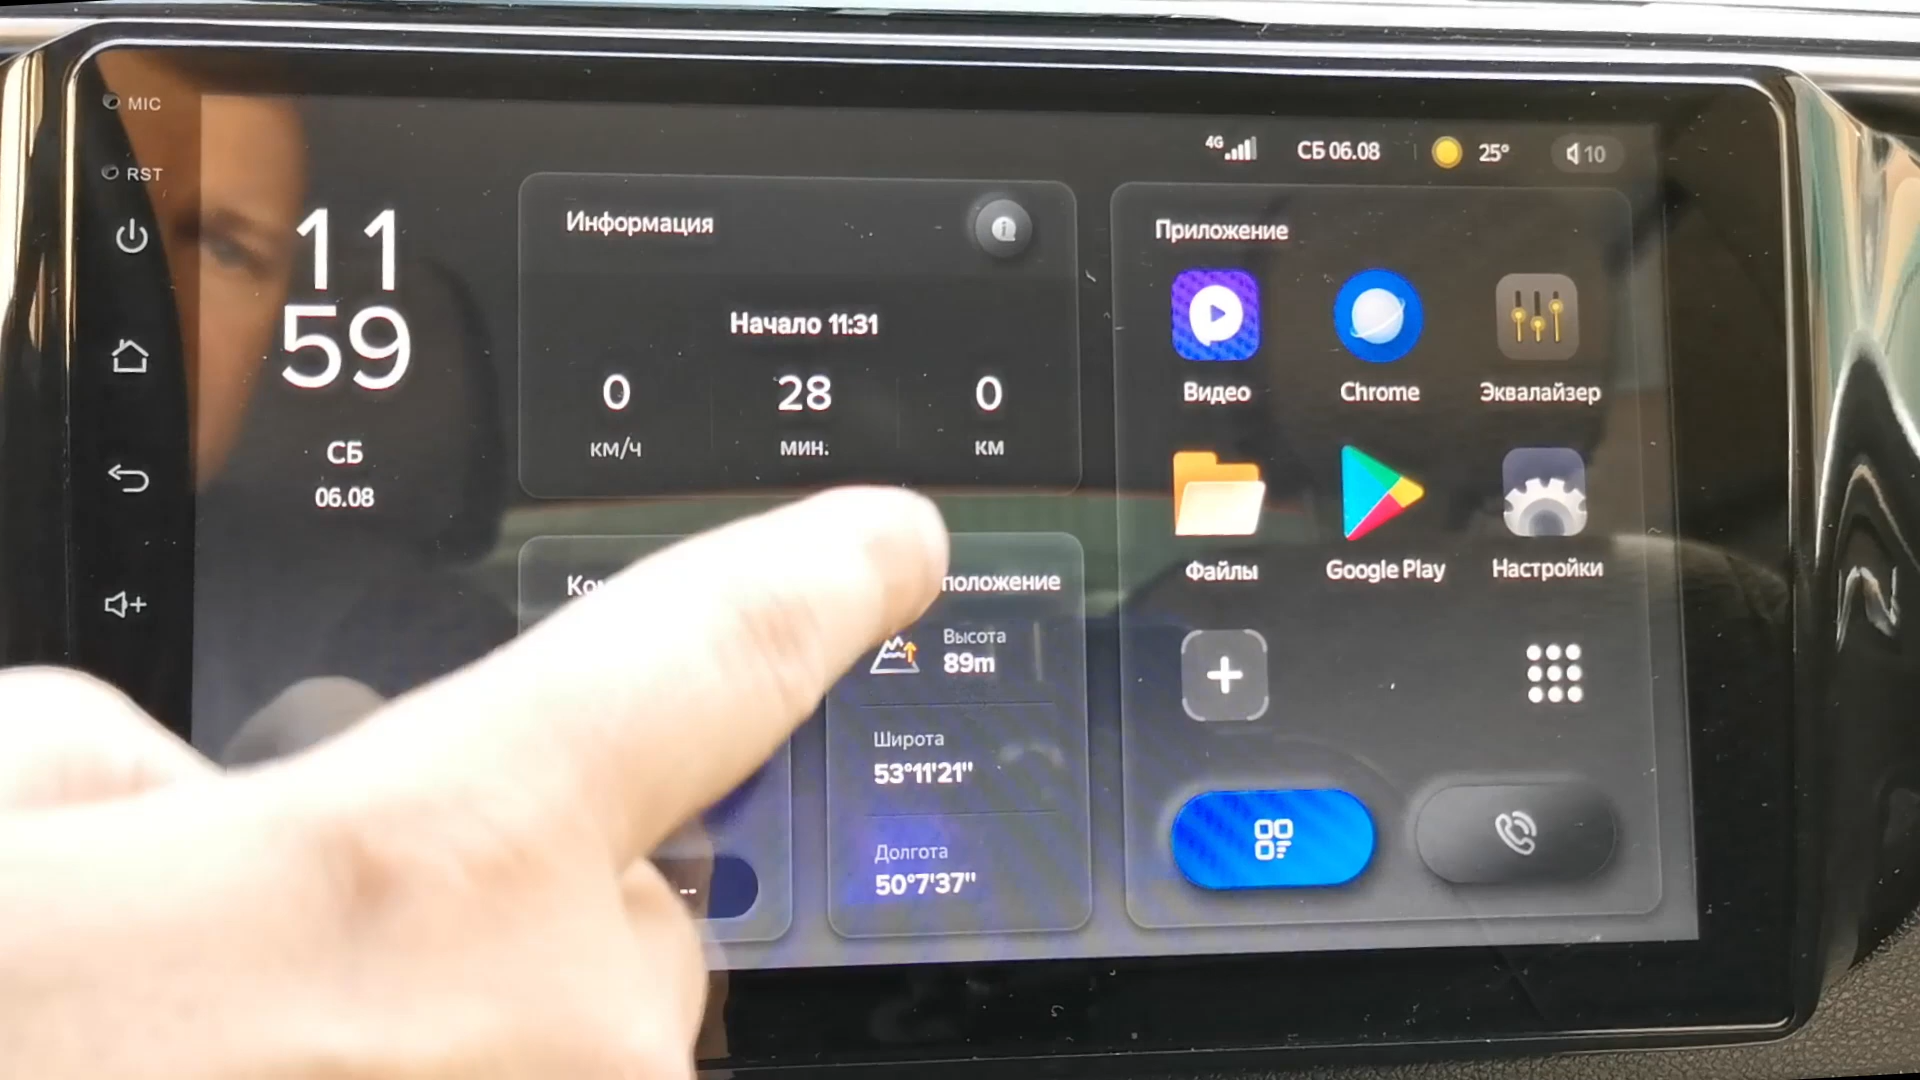 MIC
RST
4G
СБ 06.08
25°
10
11
59
СБ
06.08
Информация
Начало 11:31
0
28
0
км/ч
мин.
км
положение
Высота
89m
Широта
53°11'21"
Долгота
50°7'37"
--
Приложение
Видео
Chrome
Эквалайзер
Файлы
Google Play
Настройки